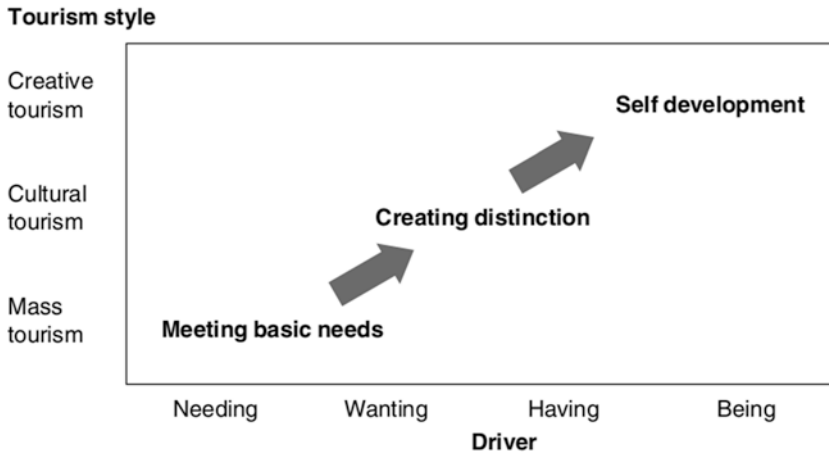 Tourism style
Creative
tourism
Self development
Cultural
tourism
Creating distinction
Mass
tourism
Meeting basic needs
Needing
Wanting
Having
Being
Driver